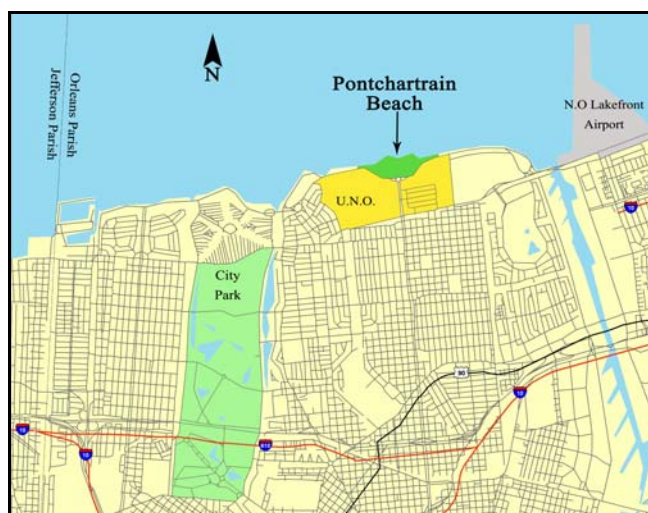 Orleans Parish
Jefferson Parish
N
Pontchartrain
Beach
N.O Lakefront
Airport
U.N.O.
10
City
Park
90
10
10
610
10